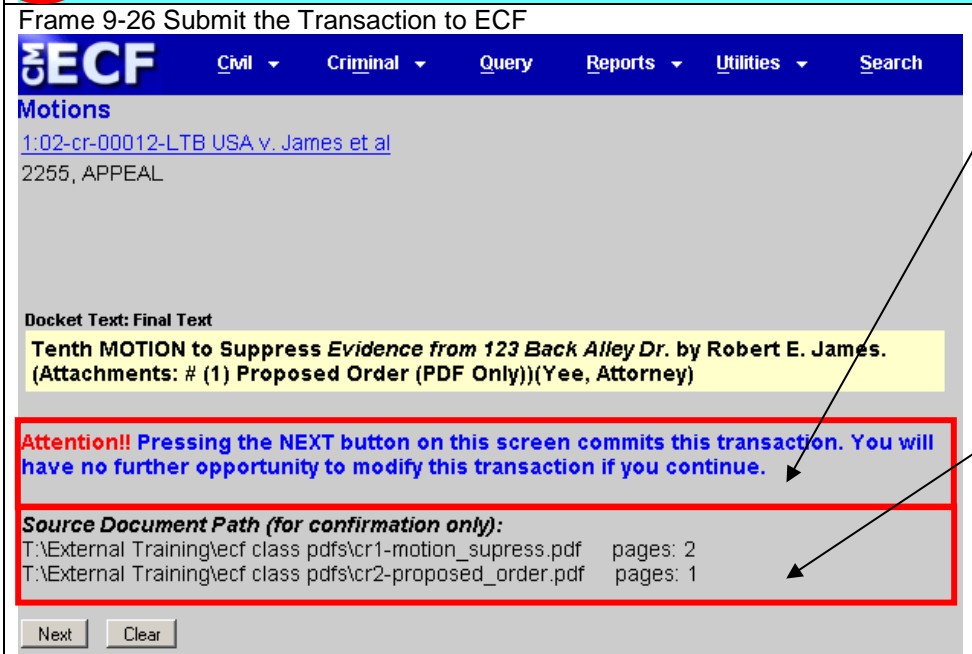 Frame 9-26 Submit the Transaction to ECF
CM ECF Civil Criminal Query Reports Utilities Search
Motions
1:02-cr-00012-LTB USA v. James et al
2255, APPEAL
Docket Text: Final Text
Tenth MOTION to Suppress Evidence from 123 Back Alley Dr. by Robert E. James.
(Attachments: # (1) Proposed Order (PDF Only))(Yee, Attorney)
Attention!! Pressing the NEXT button on this screen commits this transaction. You will
have no further opportunity to modify this transaction if you continue.
Source Document Path (for confirmation only):
T:\External Training\ecf class pdfs\cr1-motion_supress.pdf pages: 2
T:\External Training\ecf class pdfs\cr2-proposed_order.pdf pages: 1
Next Clear